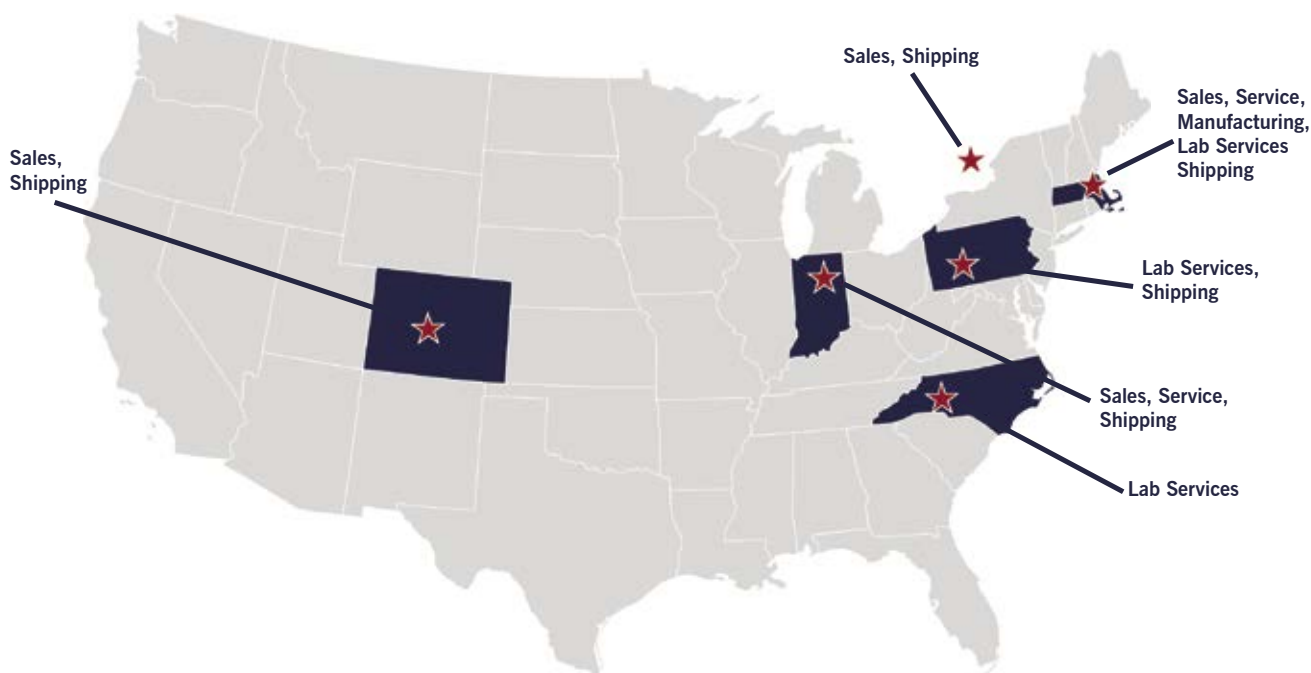 Sales, Shipping
Sales, Service,
Manufacturing,
Lab Services
Shipping
Sales,
Shipping
Lab Services,
Shipping
Sales, Service,
Shipping
Lab Services